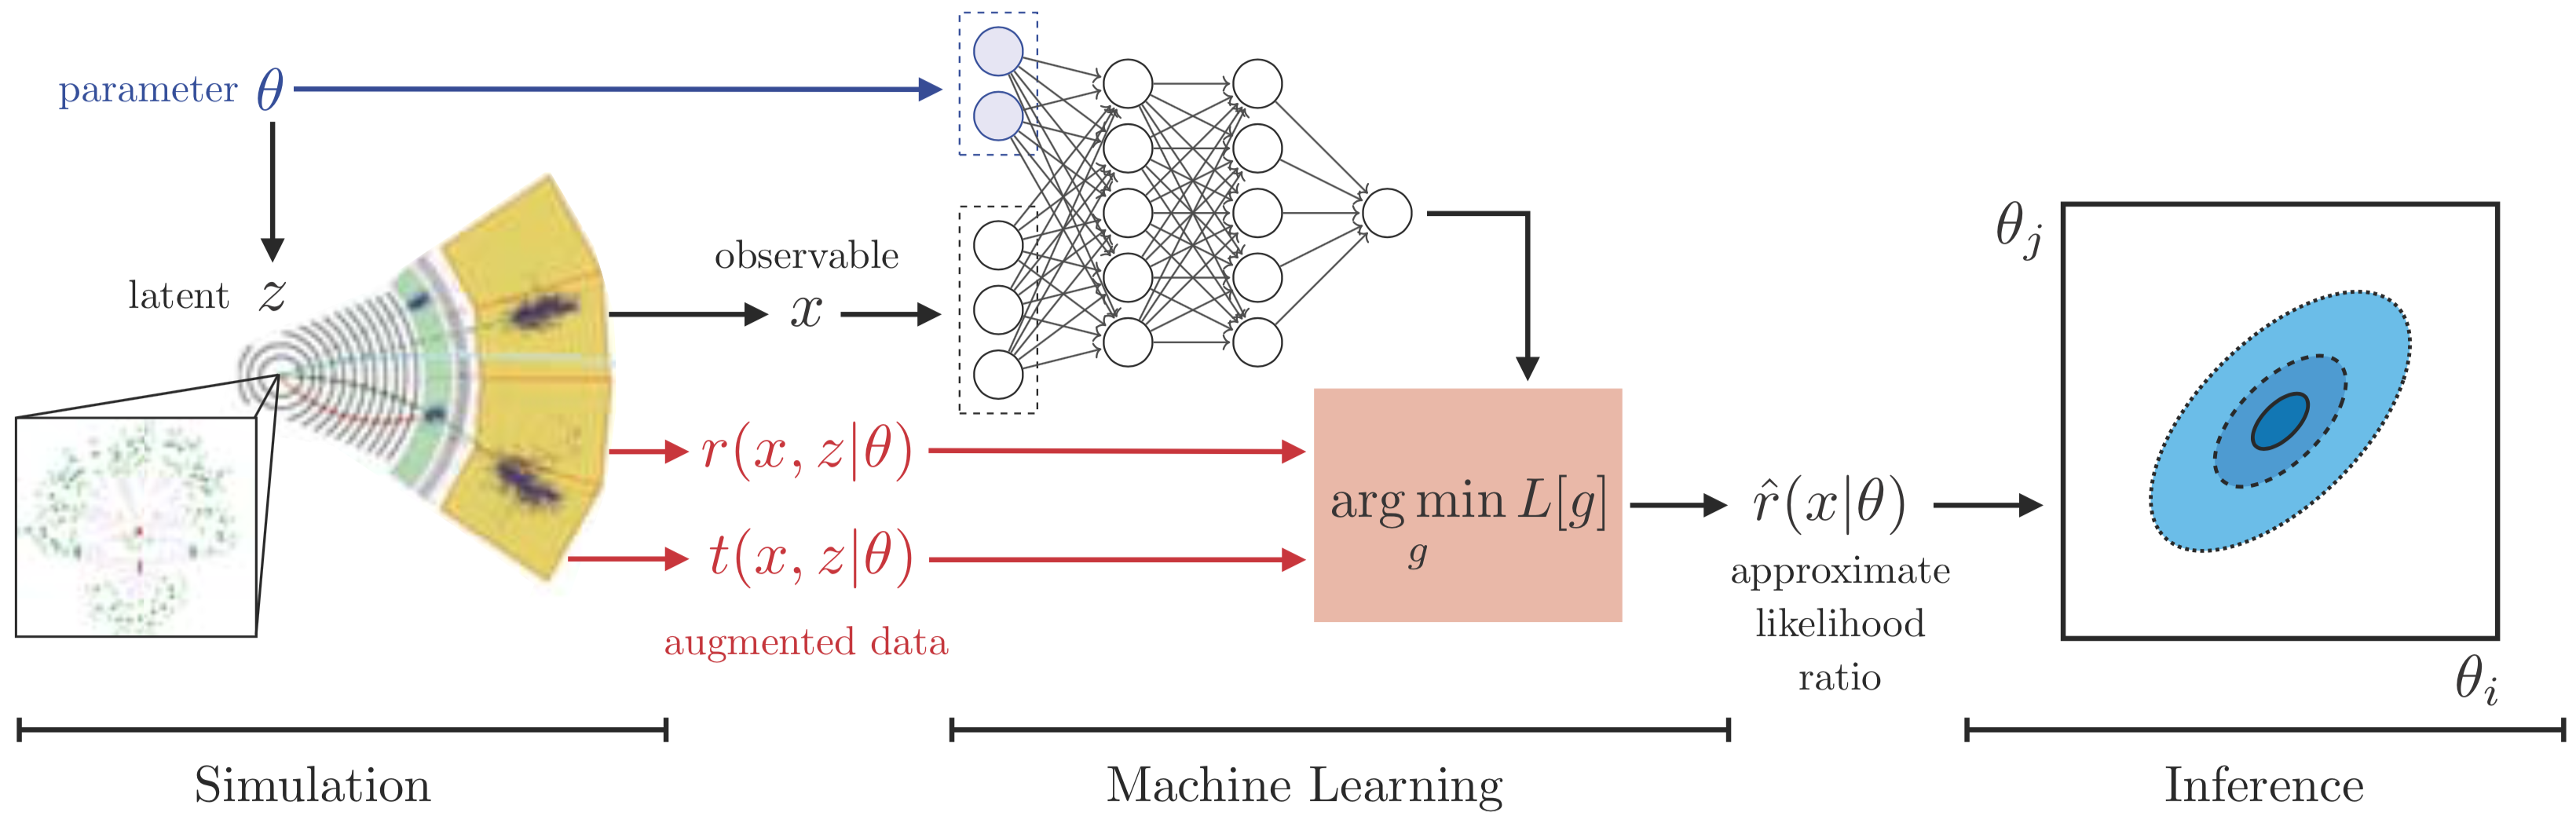 parameter θ
latent z
observable
x
r(x, z|θ)
t(x, z|θ)
augmented data
arg min L[g]
g
r̂(x|θ)
approximate
likelihood
ratio
θj
θi
Simulation
Machine Learning
Inference